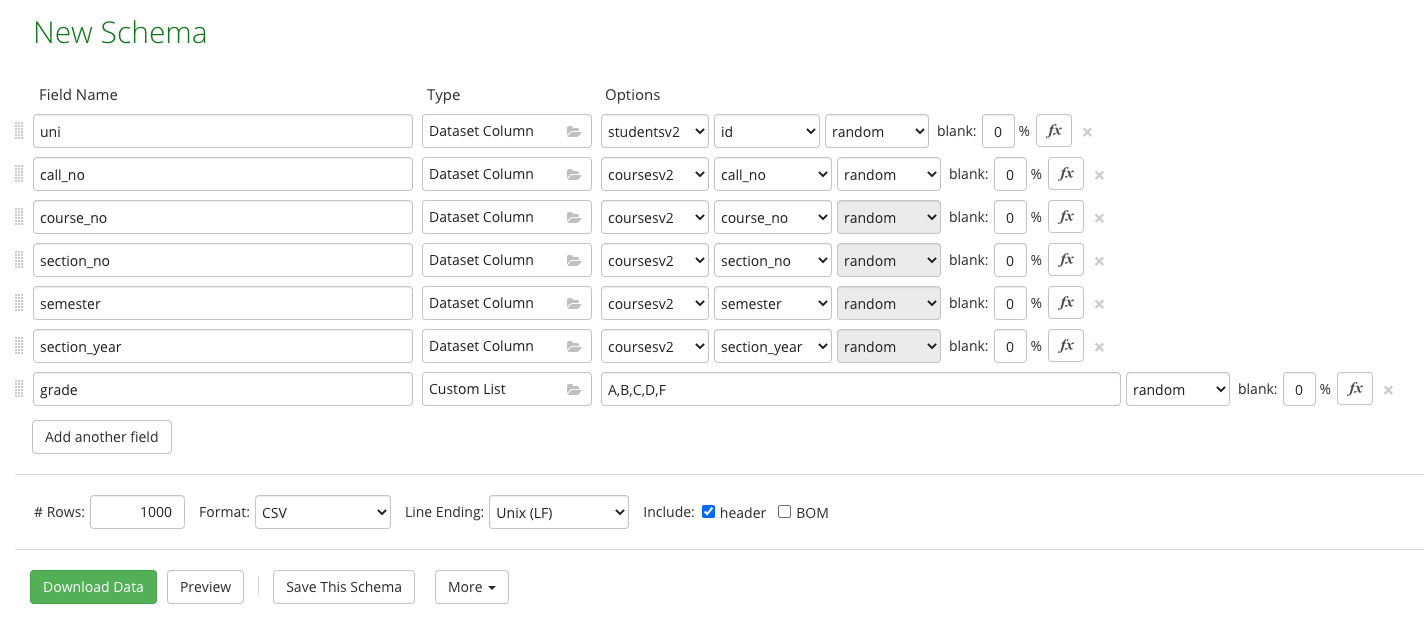 New Schema
Field Name Type Options
uni Dataset Column studentsv2 id random blank: 0 % fx ×
call_no Dataset Column coursesv2 call_no random blank: 0 % fx ×
course_no Dataset Column coursesv2 course_no random blank: 0 % fx ×
section_no Dataset Column coursesv2 section_no random blank: 0 % fx ×
semester Dataset Column coursesv2 semester random blank: 0 % fx ×
section_year Dataset Column coursesv2 section_year random blank: 0 % fx ×
grade Custom List A,B,C,D,F random blank: 0 % fx ×
Add another field
# Rows: 1000 Format: CSV Line Ending: Unix (LF) Include: header BOM
Download Data Preview Save This Schema More